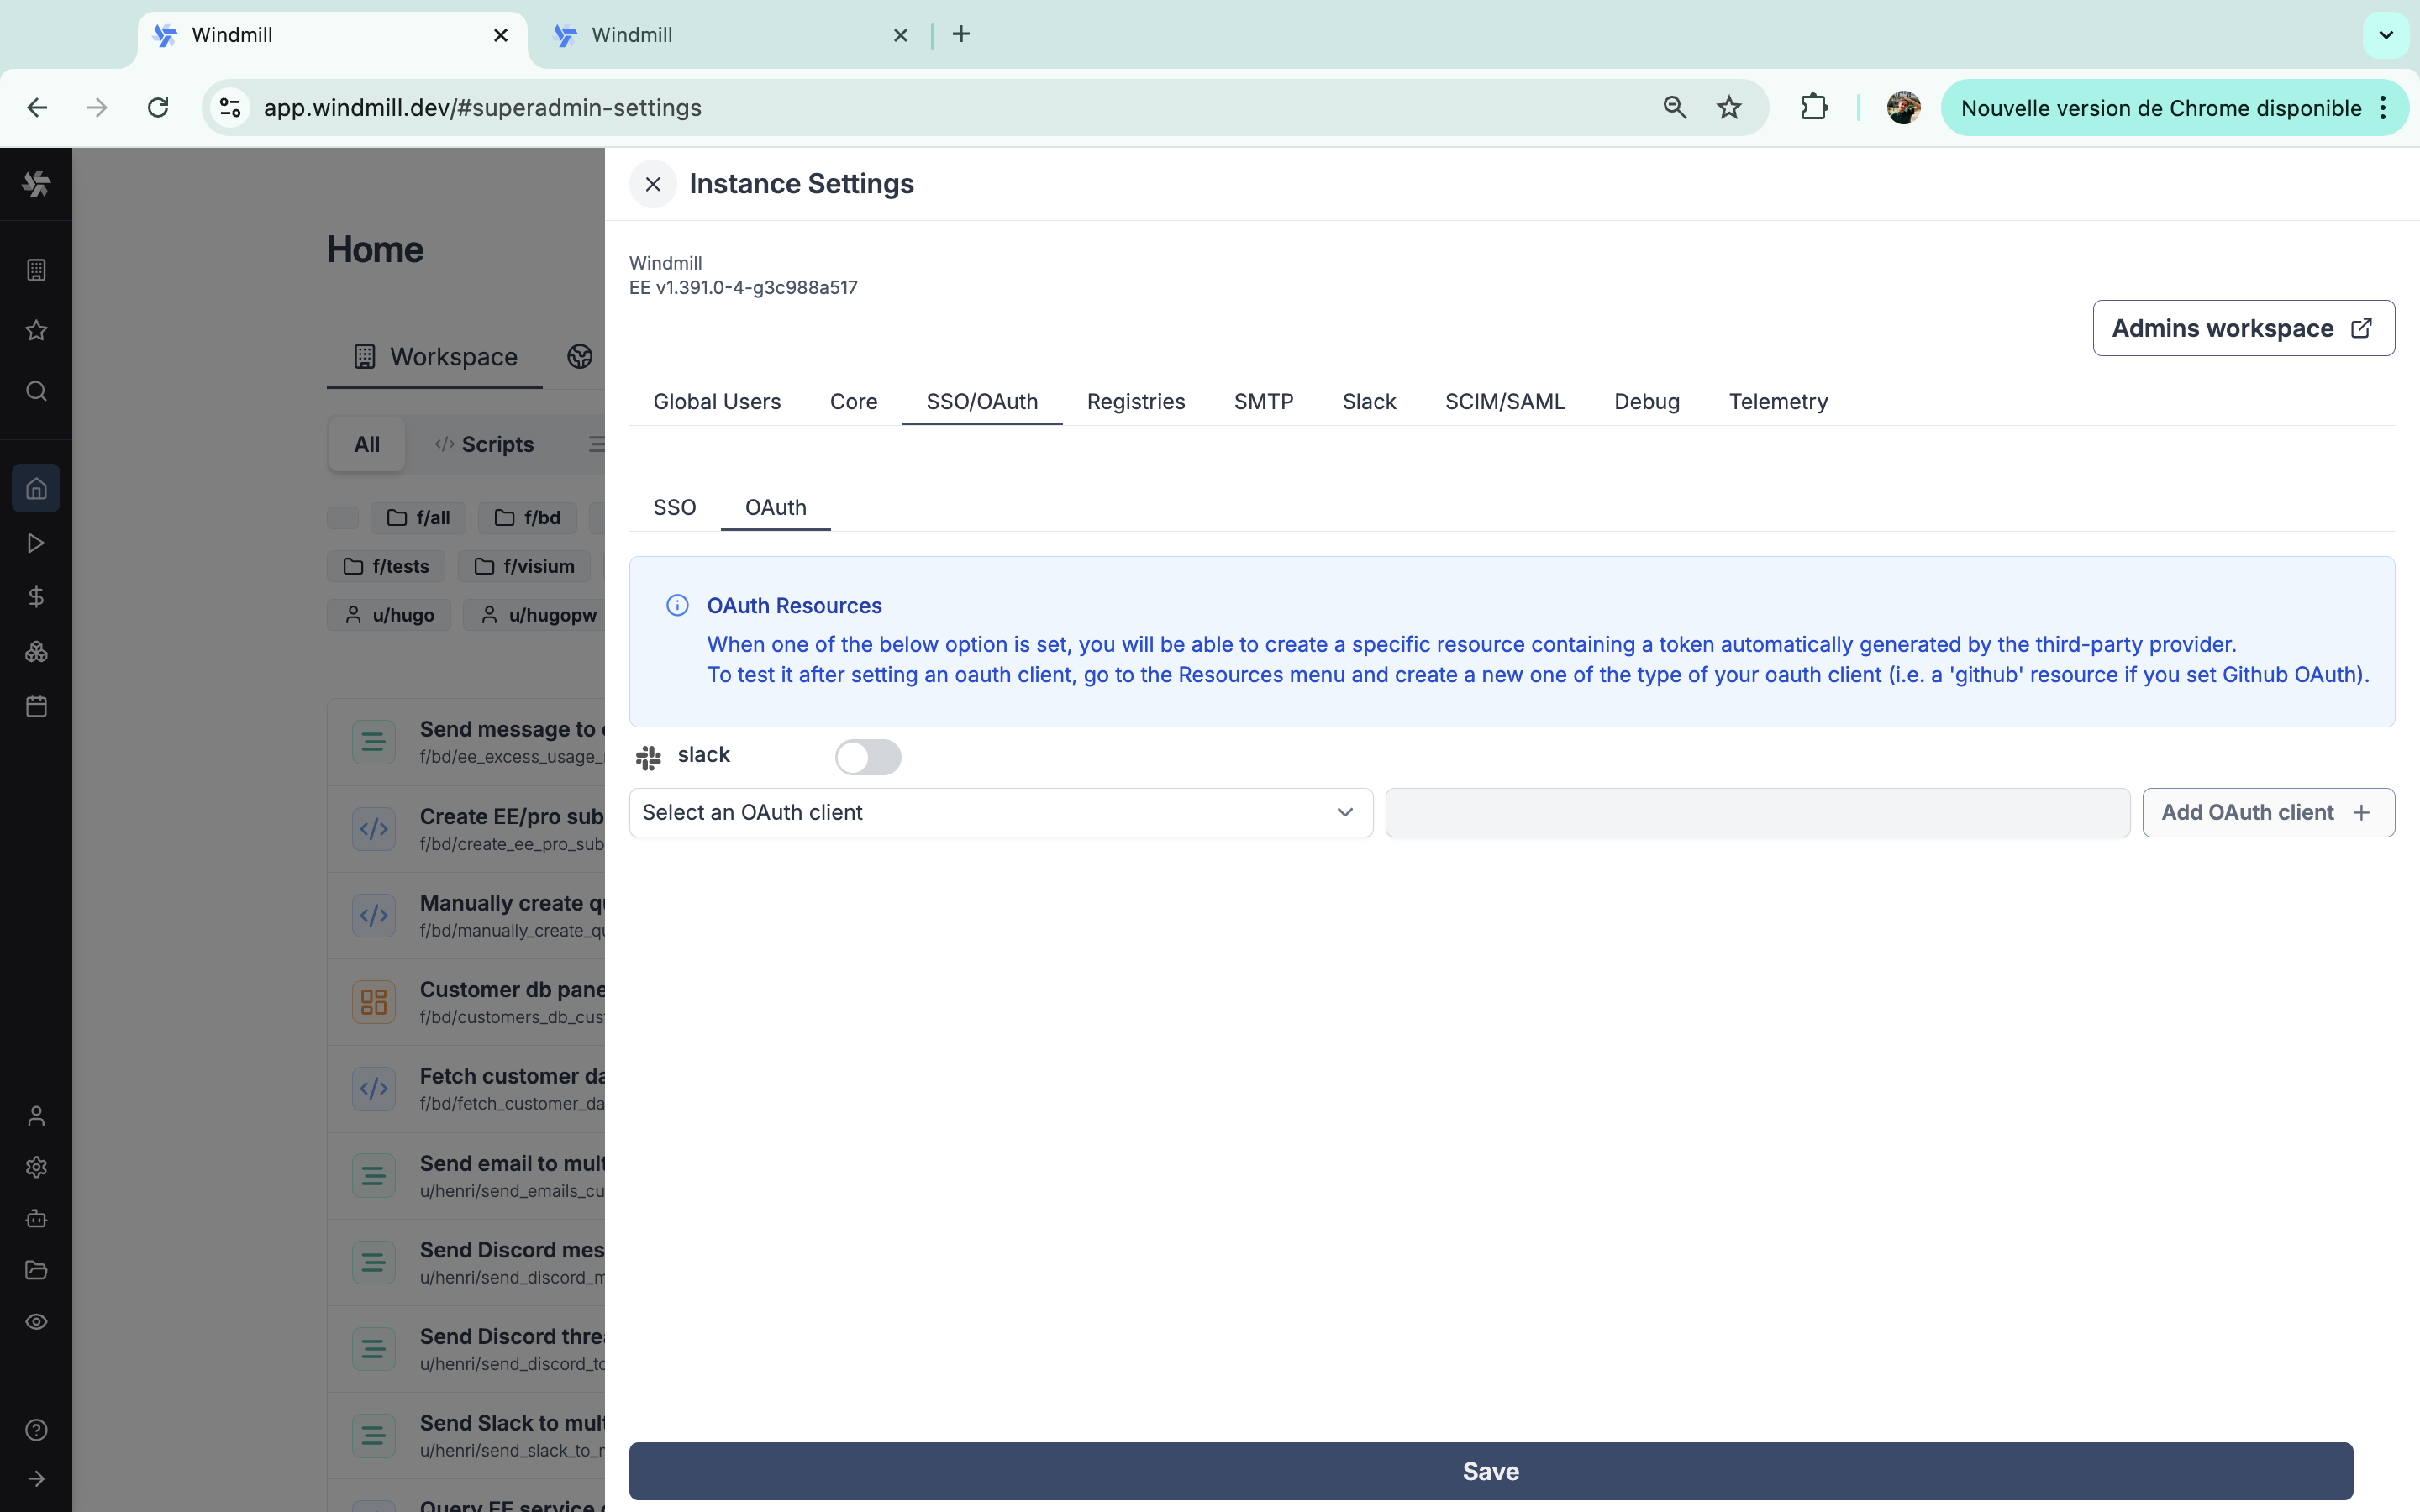 Windmill
Windmill
app.windmill.dev/#superadmin-settings
Nouvelle version de Chrome disponible
Home
Workspace
All
Scripts
f/all
f/bd
f/tests
f/visium
u/hugo
u/hugopw
Send message to
f/bd/ee_excess_usage_
Create EE/pro sub
f/bd/create_ee_pro_sub
Manually create
f/bd/manually_create_
Customer db pane
f/bd/customers_db_cus
Fetch customer da
f/bd/fetch_customer_da
Send email to mult
u/henri/send_emails_cu
Send Discord mes
u/henri/send_discord_
Send Discord thre
u/henri/send_discord_
Send Slack to mult
u/henri/send_slack_to_
Query EE service
Instance Settings
Windmill
EE v1.391.0-4-g3c988a517
Admins workspace
Global Users
Core
SSO/OAuth
Registries
SMTP
Slack
SCIM/SAML
Debug
Telemetry
SSO
OAuth
OAuth Resources
When one of the below option is set, you will be able to create a specific resource containing a token automatically generated by the third-party provider.
To test it after setting an oauth client, go to the Resources menu and create a new one of the type of your oauth client (i.e. a 'github' resource if you set Github OAuth).
slack
Select an OAuth client
Add OAuth client
Save